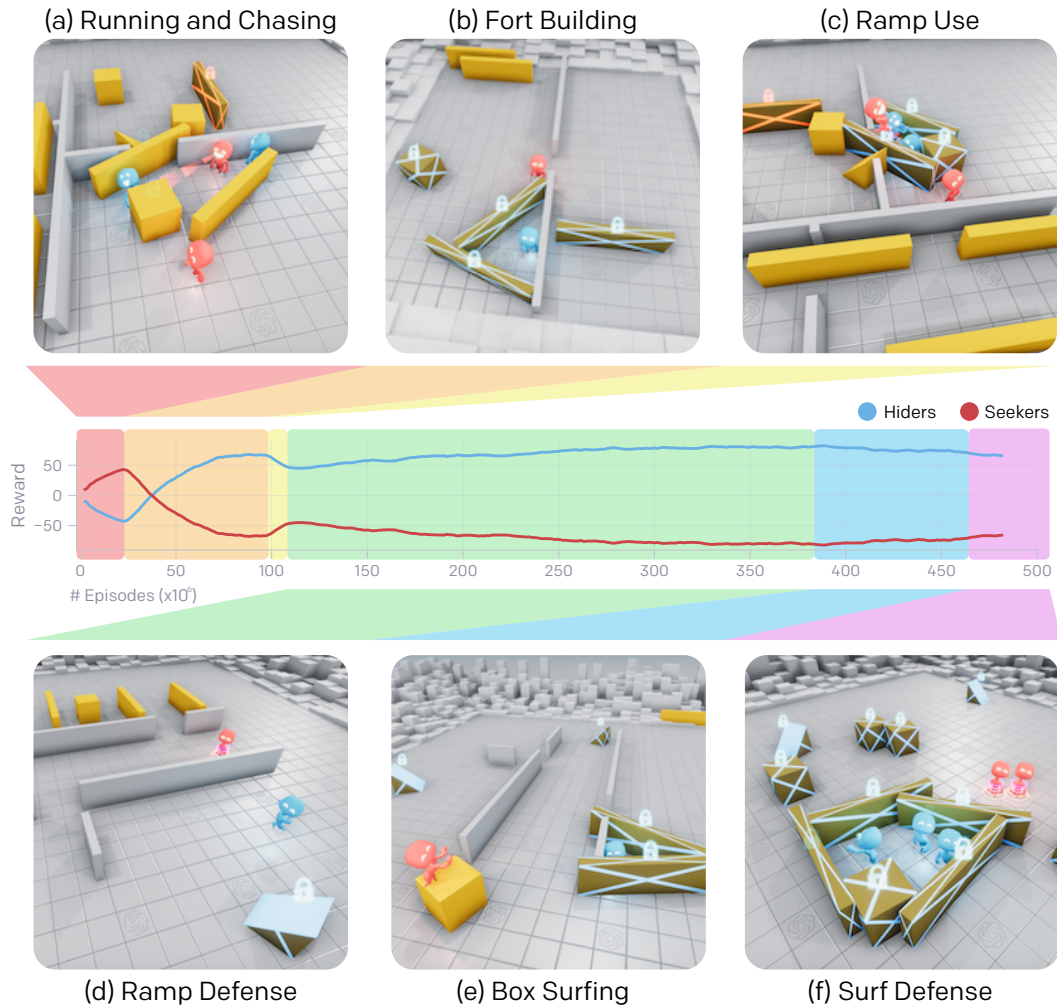 (a) Running and Chasing
(b) Fort Building
(c) Ramp Use
Hiders
Seekers
Reward
50
0
−50
0
50
100
150
200
250
300
350
400
450
500
# Episodes (x10⁶)
(d) Ramp Defense
(e) Box Surfing
(f) Surf Defense